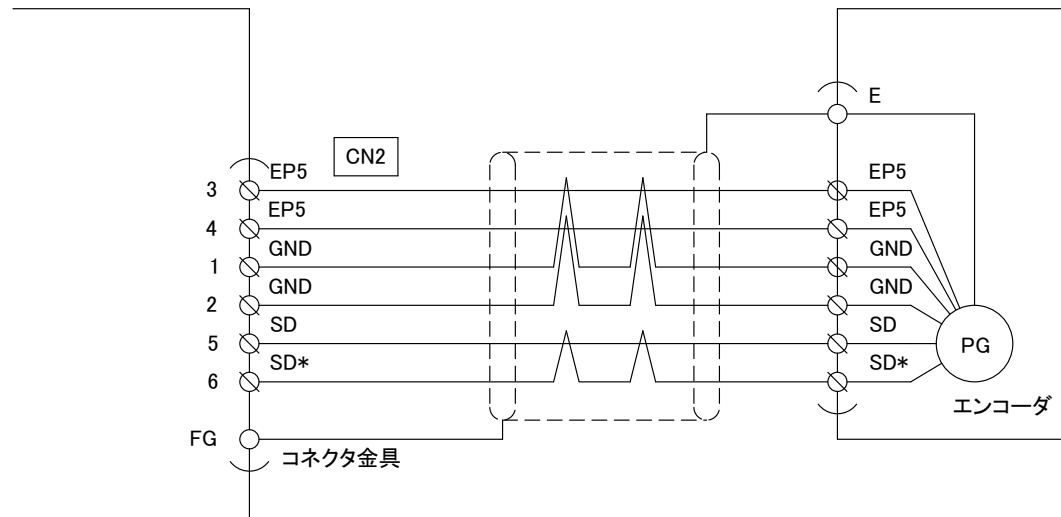 E
CN2
3 EP5 EP5
4 EP5 EP5
1 GND GND
2 GND GND
5 SD SD
6 SD* SD*
PG
エンコーダ
FG
コネクタ金具